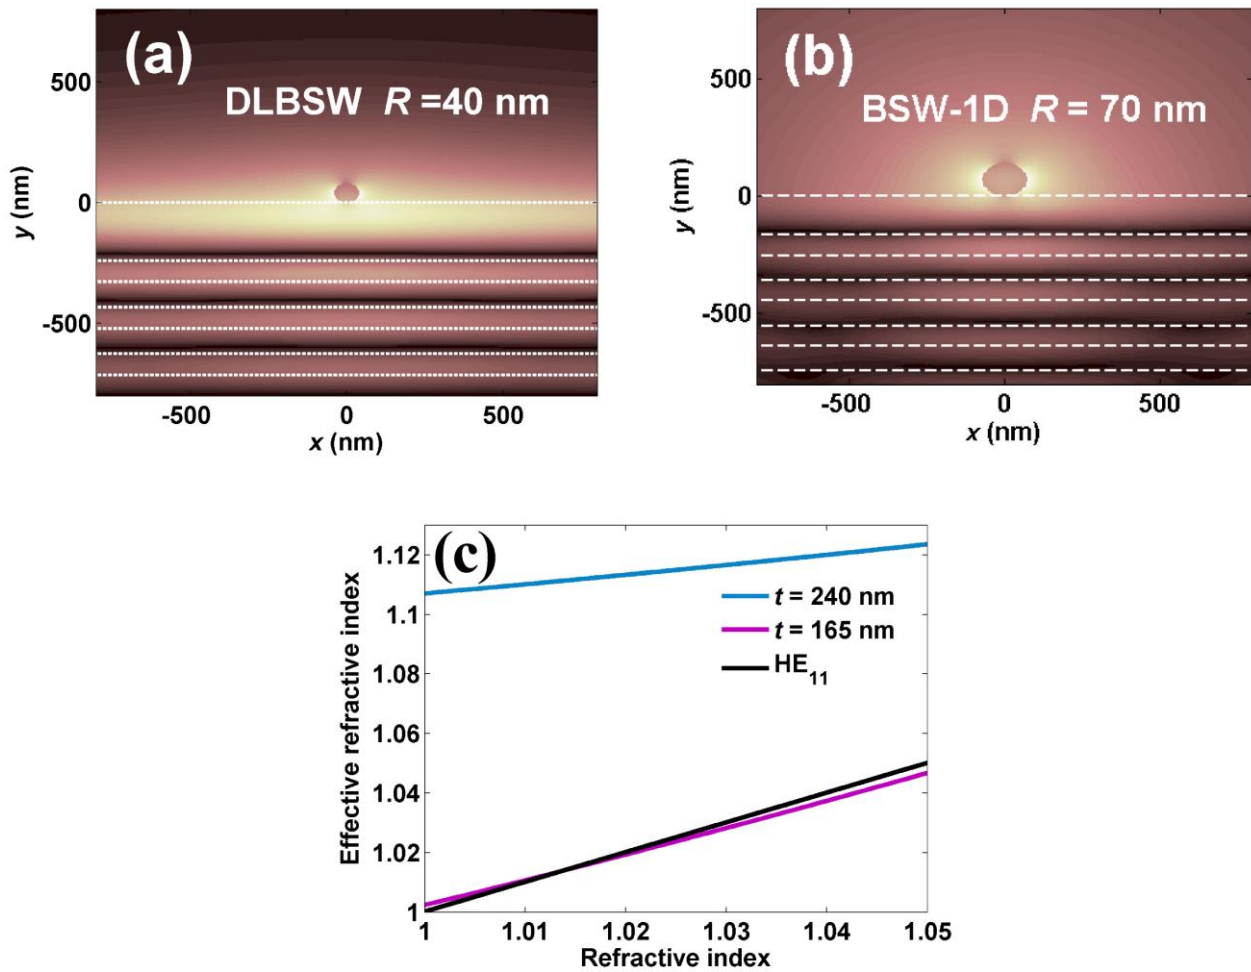 (a)
DLBSW R =40 nm
500
0
-500
y (nm)
-500 0 500
x (nm)
(b)
BSW-1D R = 70 nm
500
0
-500
y (nm)
-500 0 500
x (nm)
(c)
1.12
1.1
1.08
1.06
1.04
1.02
1
Effective refractive index
t = 240 nm
t = 165 nm
HE11
1 1.01 1.02 1.03 1.04 1.05
Refractive index